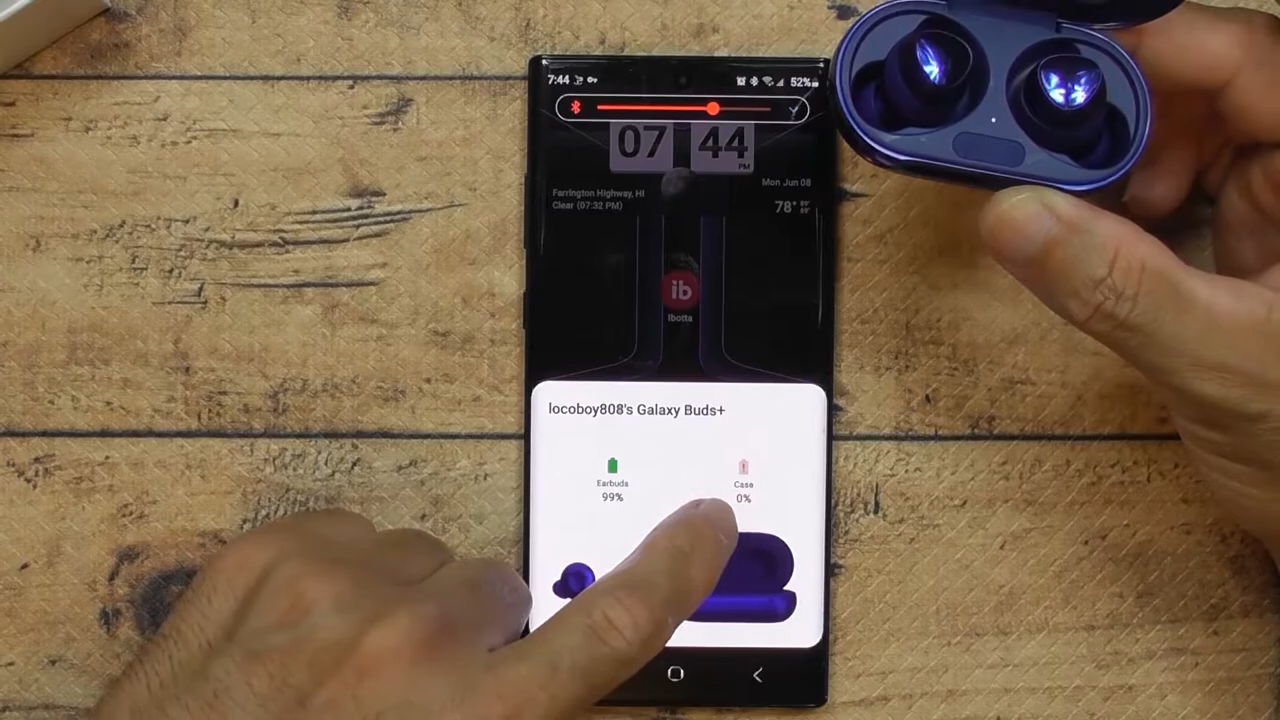 7:44
52%
07 44
PM
Farrington Highway, HI
Clear (07:32 PM)
Mon Jun 08
78°
ib
Ibotta
locoboy808's Galaxy Buds+
Earbuds
99%
Case
0%